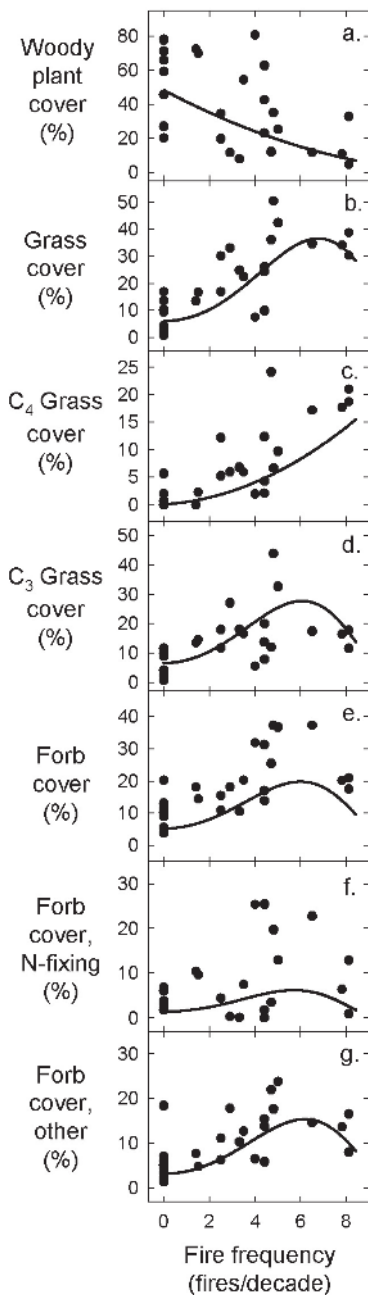 Woody
plant
cover
(%)
80
60
40
20
0
a.
Grass
cover
(%)
50
40
30
20
10
0
b.
C₄ Grass
cover
(%)
25
20
15
10
5
0
c.
C₃ Grass
cover
(%)
50
40
30
20
10
0
d.
Forb
cover
(%)
40
30
20
10
0
e.
Forb
cover,
N-fixing
(%)
30
20
10
0
f.
Forb
cover,
other
(%)
30
20
10
0
g.
0 2 4 6 8
Fire frequency
(fires/decade)